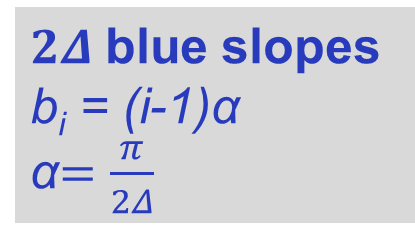 2Δ blue slopes
bᵢ = (i-1)α
α= π/2Δ